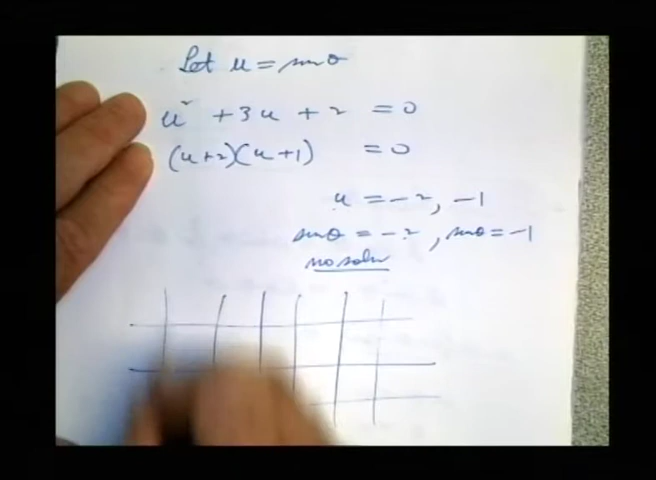 Let u = sinθ
u² + 3u + 2 = 0
(u+2)(u+1) = 0
u = -2, -1
sinθ = -2, sinθ = -1
no soln